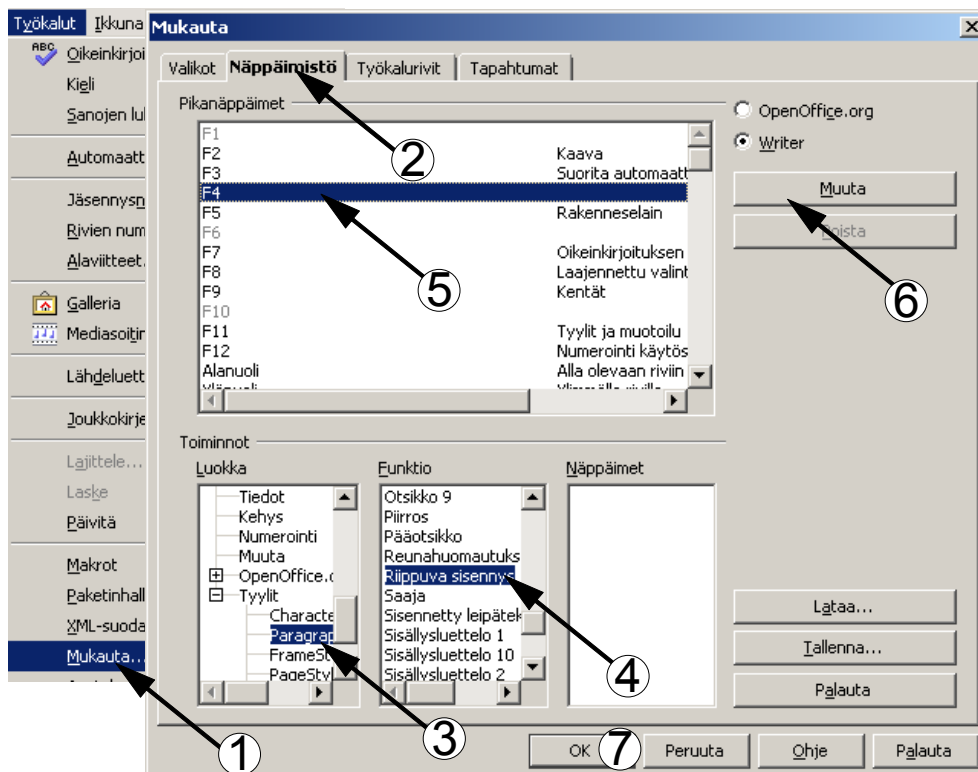 Työkalut Ikkuna
ABC Oikeinkirjoi
Kieli
Sanojen lul
Automaatt
Jäsennysn
Rivien num
Alaviitteet.
Galleria
Mediasoitin
Lähdeluett
Joukkokirje
Lajittele...
Laske
Päivitä
Makrot
Paketinhall
XML-suoda
Mukauta...
1
Mukauta
Valikot Näppäimistö Työkalurivit Tapahtumat
2
Pikanäppäimet
F1
F2 Kaava
F3 Suorita automaatt
F4
F5 Rakenneselain
F6
F7 Oikeinkirjoituksen
F8 Laajennettu valint
F9 Kentät
F10
F11 Tyylit ja muotoilu
F12 Numerointi käytös
Alanuoli Alla olevaan riviin
5
OpenOffice.org
Writer
Muuta
Poista
6
Toiminnot
Luokka
Tiedot
Kehys
Numerointi
Muuta
OpenOffice.o
Tyylit
Characte
Paragrap
FrameSt
PageStyl
3
Funktio
Otsikko 9
Piirros
Pääotsikko
Reunahuomautuks
Riippuva sisennys
Saaja
Sisennetty leipätek
Sisällysluettelo 1
Sisällysluettelo 10
Sisällysluettelo 2
4
Näppäimet
Lataa...
Tallenna...
Palauta
OK 7 Peruuta Ohje Palauta